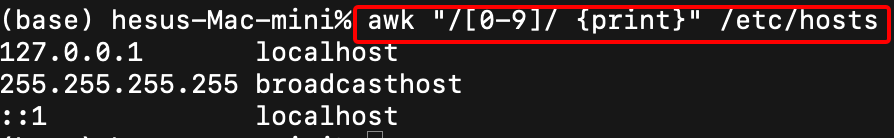 (base) hesus-Mac-mini% awk "/[0-9]/ {print}" /etc/hosts
127.0.0.1       localhost
255.255.255.255 broadcasthost
::1             localhost